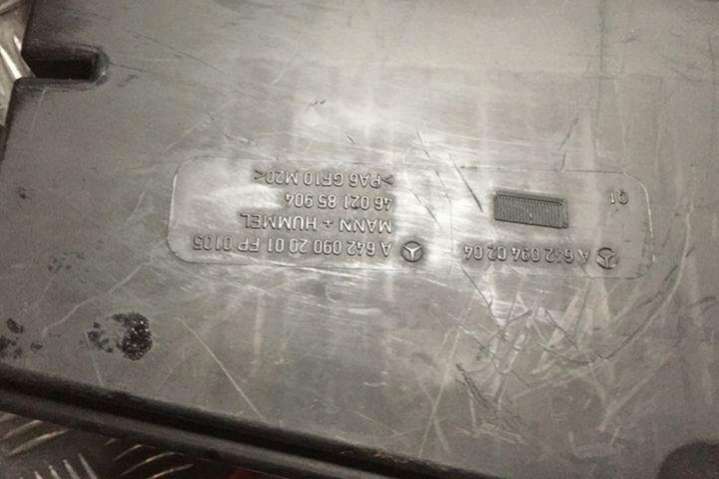 A 642 094 02 04
A 642 090 20 01 FP 0105
MANN + HUMMEL
46 021 85 904
>PA6 GF10 M20<
Q1